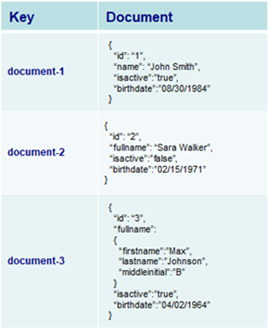 Key Document
document-1
{
"id": "1",
"name": "John Smith",
"isactive":"true",
"birthdate":"08/30/1984"
}
document-2
{
"id": "2",
"fullname": "Sara Walker",
"isactive":"false",
"birthdate":"02/15/1971"
}
document-3
{
"id": "3",
"fullname":
{
"firstname":"Max",
"lastname":"Johnson",
"middleinitial":"B"
}
"isactive":"true",
"birthdate":"04/02/1964"
}